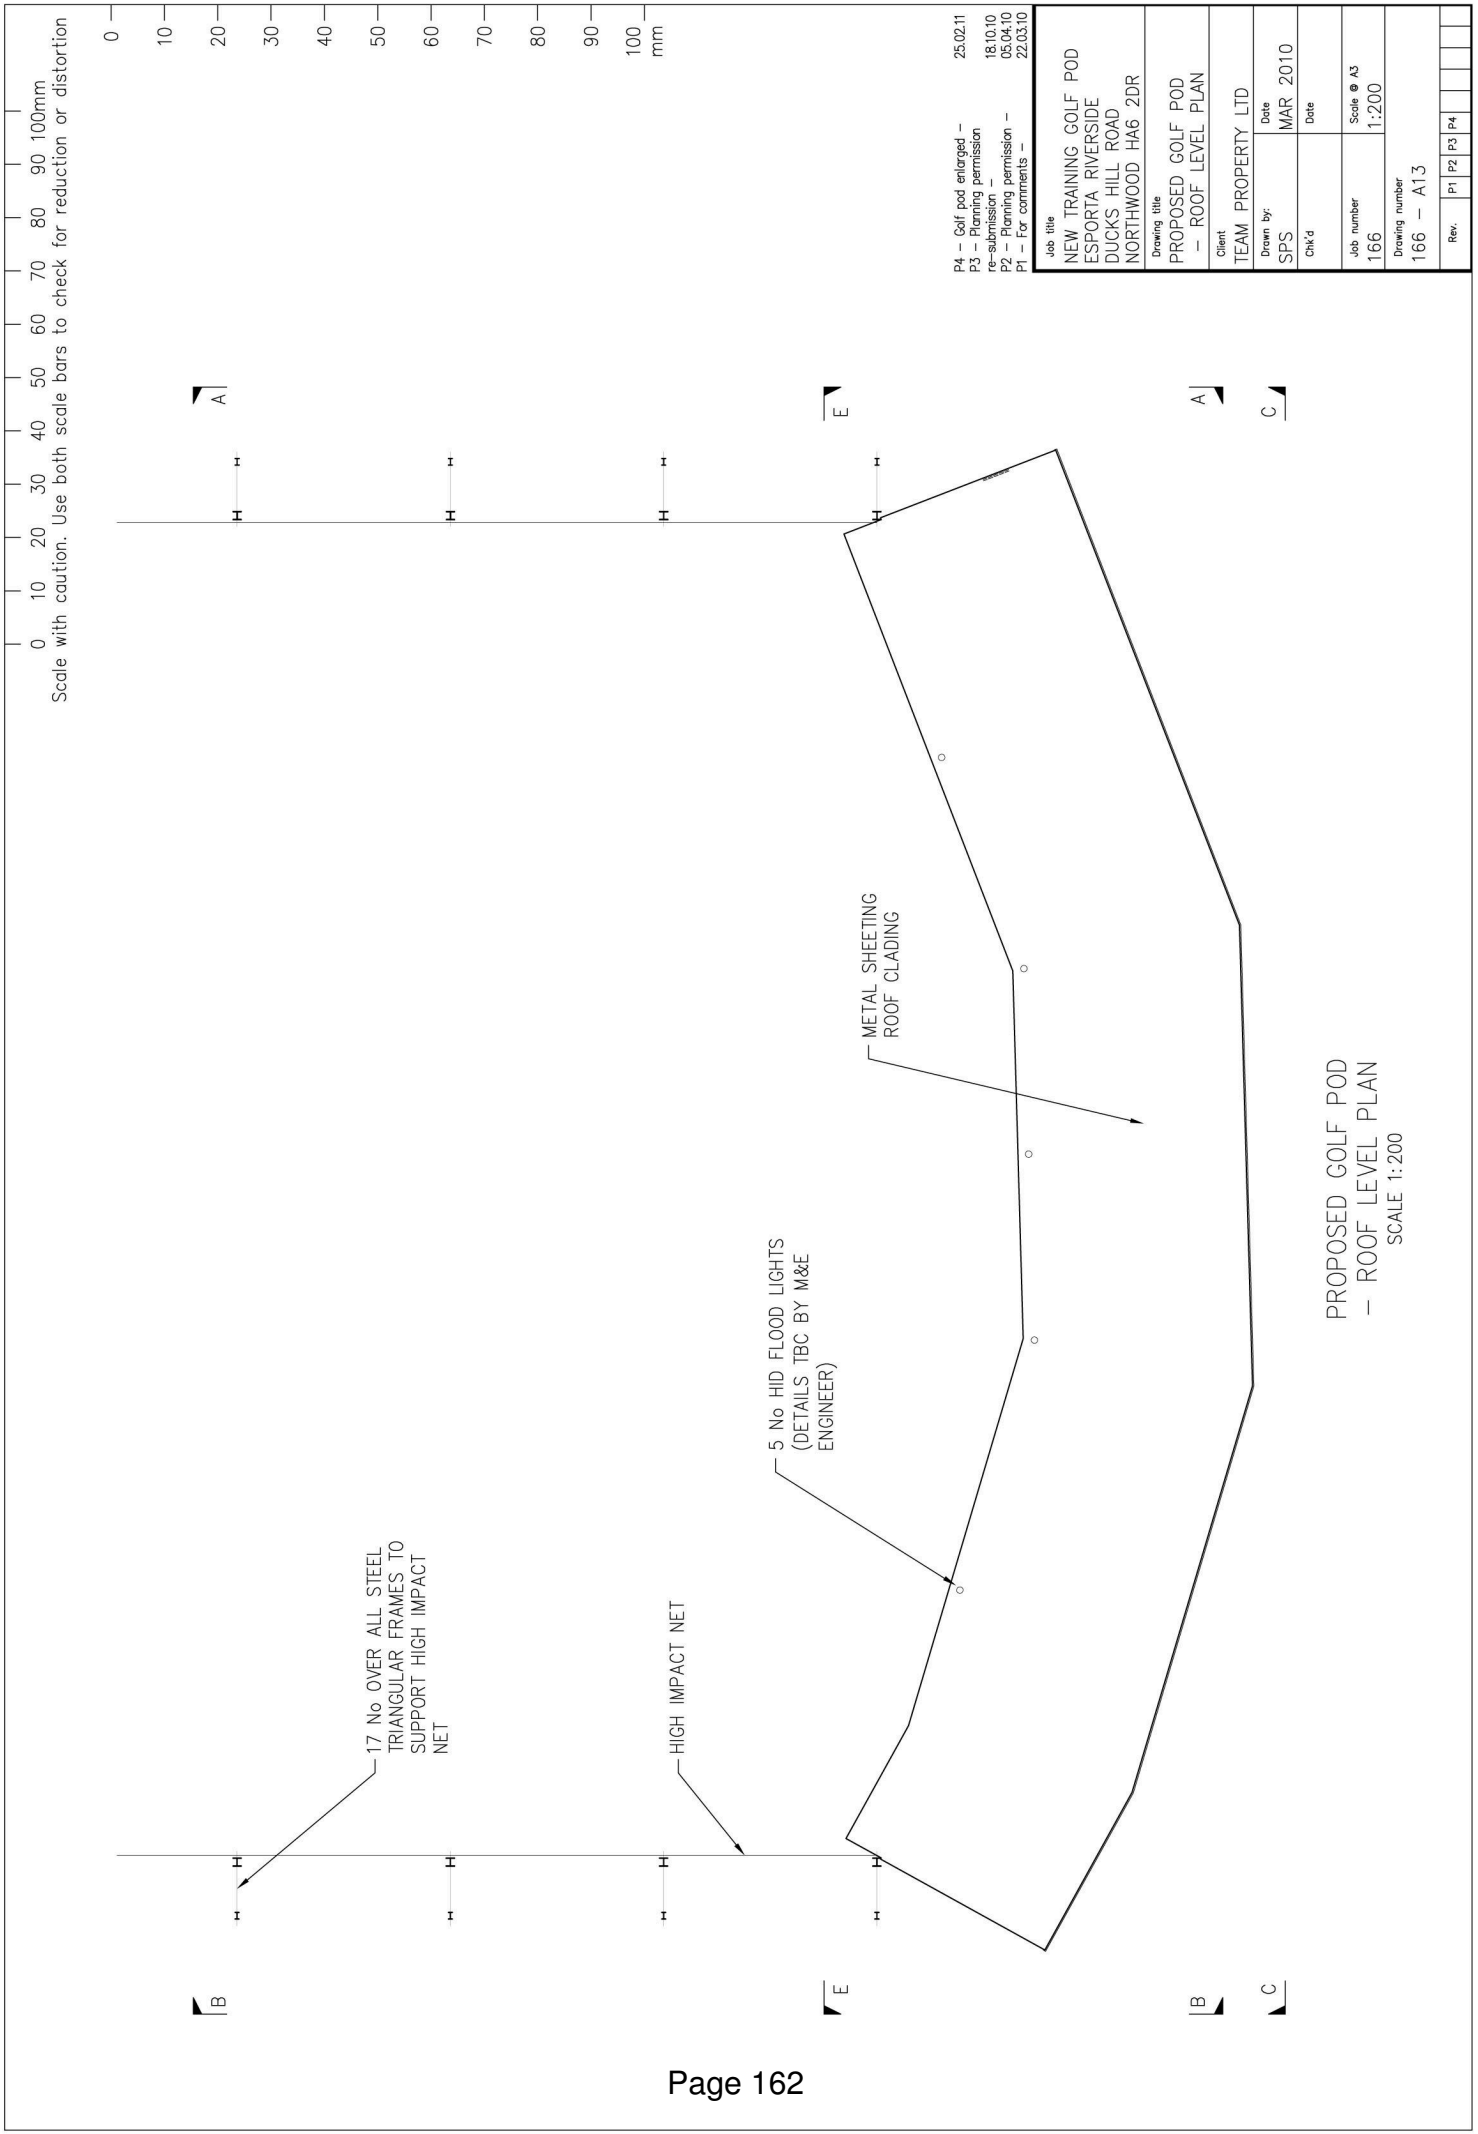 0 10 20 30 40 50 60 70 80 90 100mm
Scale with caution. Use both scale bars to check for reduction or distortion
0
10
20
30
40
50
60
70
80
90
100
mm
B
A
17 No OVER ALL STEEL
TRIANGULAR FRAMES TO
SUPPORT HIGH IMPACT
NET
HIGH IMPACT NET
5 No HID FLOOD LIGHTS
(DETAILS TBC BY M&E
ENGINEER)
METAL SHEETING
ROOF CLADING
E
E
B
A
C
C
PROPOSED GOLF POD
– ROOF LEVEL PLAN
SCALE 1:200
P4 – Golf pod enlarged – 25.02.11
P3 – Planning permission
re-submission – 18.10.10
P2 – Planning permission – 05.04.10
P1 – For comments – 22.03.10
Job title
NEW TRAINING GOLF POD
ESPORTA RIVERSIDE
DUCKS HILL ROAD
NORTHWOOD HA6 2DR
Drawing title
PROPOSED GOLF POD
– ROOF LEVEL PLAN
Client
TEAM PROPERTY LTD
Drawn by: Date
SPS MAR 2010
Chk'd Date
Job number Scale @ A3
166 1:200
Drawing number
166 – A13
Rev. P1 P2 P3 P4
Page 162